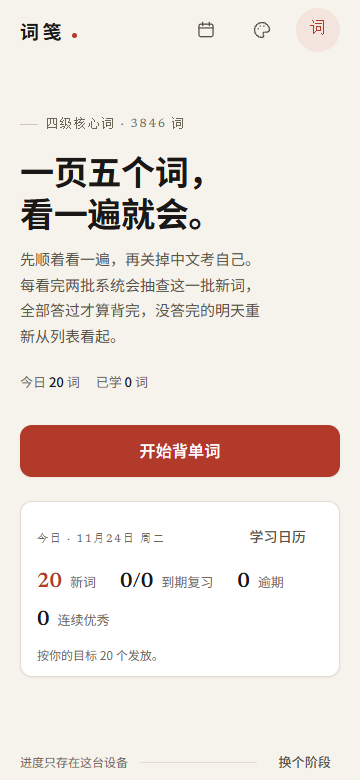 词笺
词
四级核心词 · 3846 词
一页五个词，
看一遍就会。
先顺着看一遍，再关掉中文考自己。
每看完两批系统会抽查这一批新词，
全部答过才算背完，没答完的明天重
新从列表看起。
今日 20 词 已学 0 词
开始背单词
今日 · 11月24日 周二 学习日历
20 新词 0/0 到期复习 0 逾期
0 连续优秀
按你的目标 20 个发放。
进度只存在这台设备 换个阶段